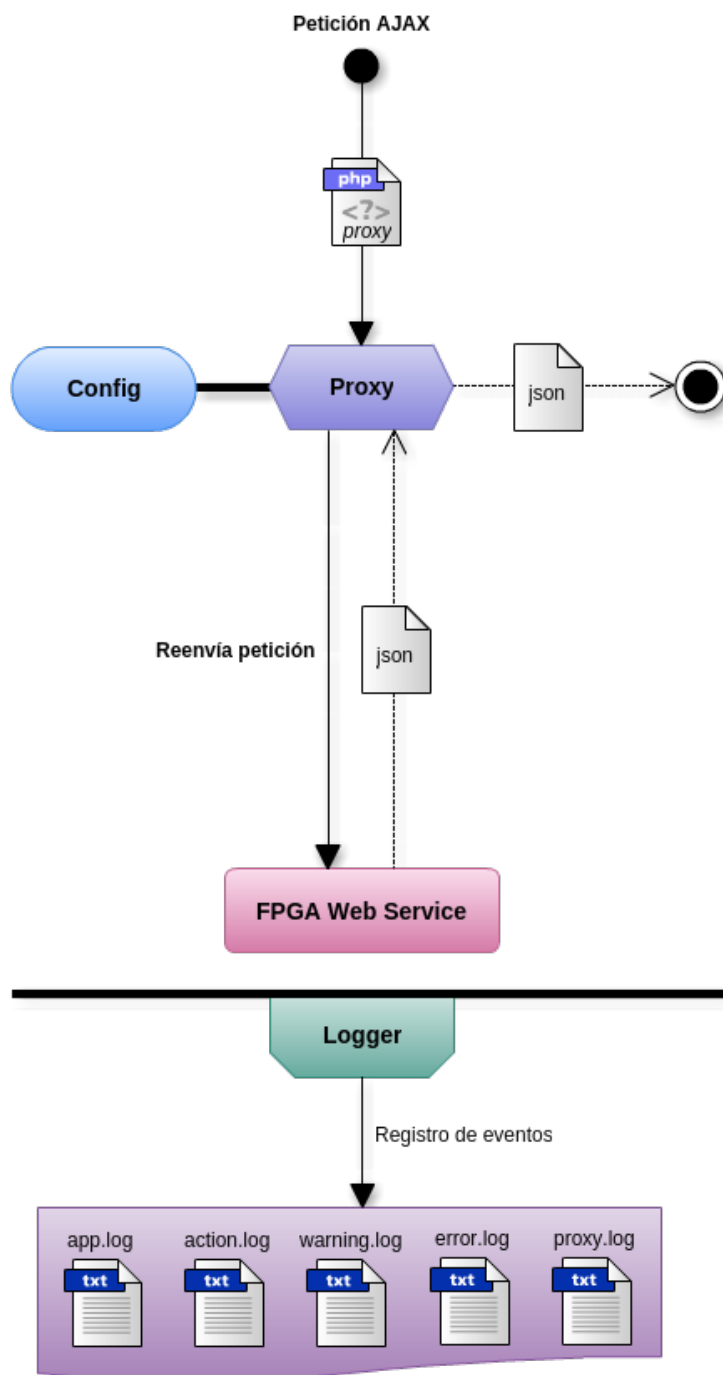 Petición AJAX
php
<?>
proxy
Config
Proxy
json
Reenvía petición
json
FPGA Web Service
Logger
Registro de eventos
app.log
action.log
warning.log
error.log
proxy.log
txt
txt
txt
txt
txt